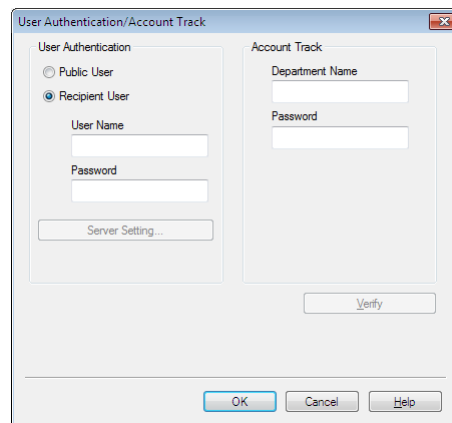 User Authentication/Account Track
User Authentication
Public User
Recipient User
User Name
Password
Server Setting...
Account Track
Department Name
Password
Verify
OK
Cancel
Help